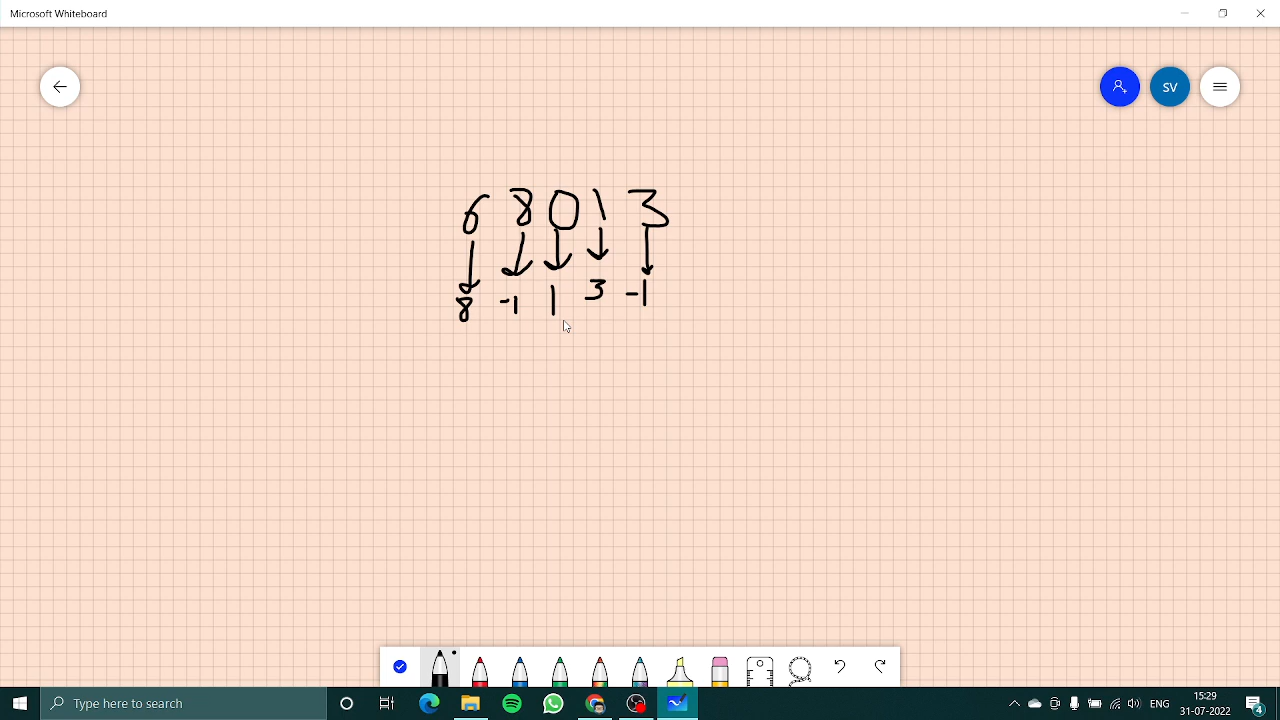 Microsoft Whiteboard
SV
6 8 0 1 3
8 -1 1 3 -1
Type here to search
ENG
15:29
31-07-2022
4